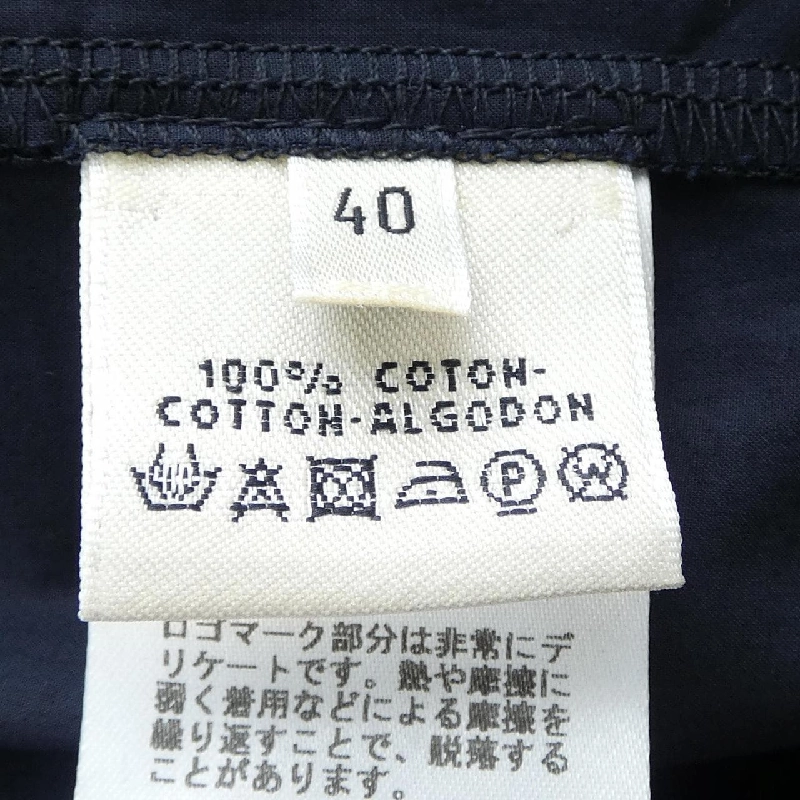 40
100% COTON-
COTTON-ALGODON
40
P
W
ロゴマーク部分は非常にデ
リケートです。熱や摩擦に
弱く着用などによる摩擦を
繰り返すことで、脱落する
ことがあります。